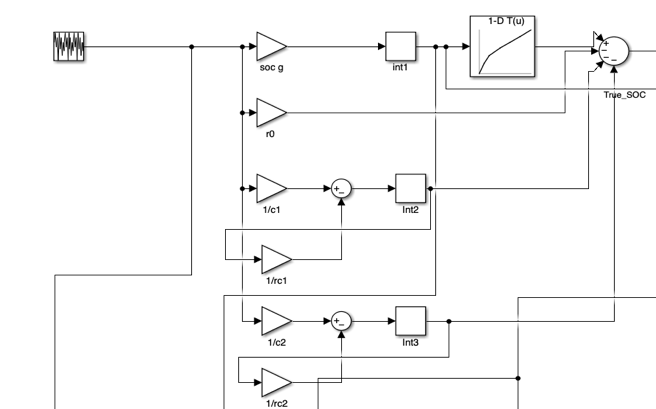 1-D T(u)
soc g
int1
True_SOC
r0
1/c1
Int2
1/rc1
1/c2
Int3
1/rc2